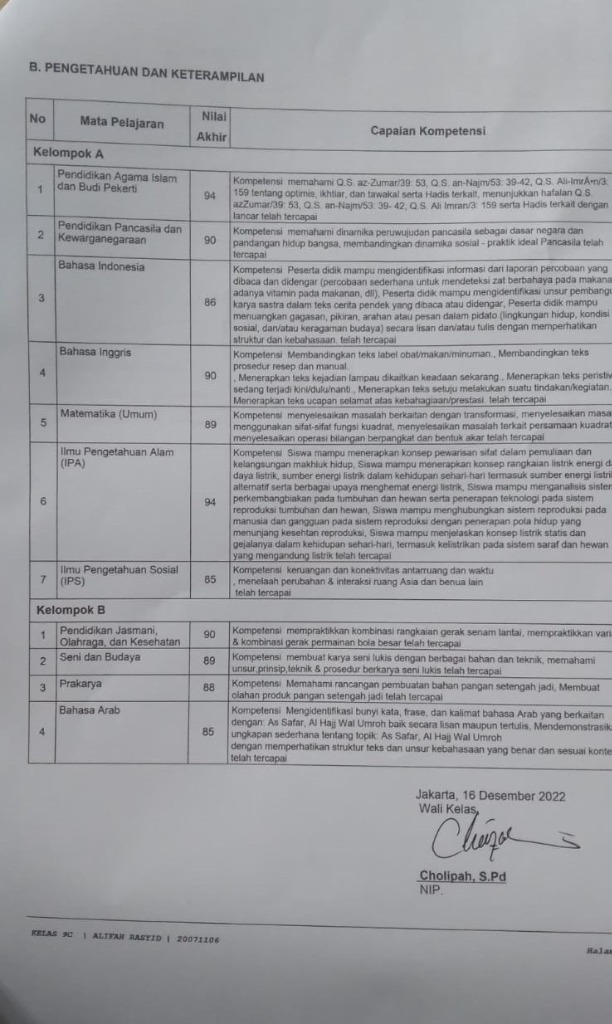 B. PENGETAHUAN DAN KETERAMPILAN
No Mata Pelajaran Nilai Akhir Capaian Kompetensi
Kelompok A
1 Pendidikan Agama Islam dan Budi Pekerti 94
Kompetensi memahami Q.S. az-Zumar/39: 53, Q.S. an-Najm/53: 39-42, Q.S. Ali-ImrÅn/3:
159 tentang optimis, ikhtiar, dan tawakal serta Hadis terkait, menunjukkan hafalan Q.S.
azZumar/39: 53, Q.S. an-Najm/53: 39- 42, Q.S. Ali Imran/3: 159 serta Hadis terkait dengan
lancar telah tercapai
2 Pendidikan Pancasila dan Kewarganegaraan 90
Kompetensi memahami dinamika peruwujudan pancasila sebagai dasar negara dan
pandangan hidup bangsa, membandingkan dinamika sosial - praktik ideal Pancasila telah
tercapai
3 Bahasa Indonesia 86
Kompetensi Peserta didik mampu mengidentifikasi informasi dari laporan percobaan yang
dibaca dan didengar (percobaan sederhana untuk mendeteksi zat berbahaya pada makana
adanya vitamin pada makanan, dll), Peserta didik mampu mengidentifikasi unsur pembangu
karya sastra dalam teks cerita pendek yang dibaca atau didengar, Peserta didik mampu
menuangkan gagasan, pikiran, arahan atau pesan dalam pidato (lingkungan hidup, kondisi
sosial, dan/atau keragaman budaya) secara lisan dan/atau tulis dengan memperhatikan
struktur dan kebahasaan. telah tercapai
4 Bahasa Inggris 90
Kompetensi Membandingkan teks label obat/makan/minuman., Membandingkan teks
prosedur resep dan manual.
, Menerapkan teks kejadian lampau dikaitkan keadaan sekarang., Menerapkan teks peristiv
sedang terjadi kini/dulu/nanti., Menerapkan teks setuju melakukan suatu tindakan/kegiatan.
Menerapkan teks ucapan selamat atas kebahagiaan/prestasi. telah tercapai
5 Matematika (Umum) 89
Kompetensi menyelesaikan masalah berkaitan dengan transformasi, menyelesaikan masa
menggunakan sifat-sifat fungsi kuadrat, menyelesaikan masalah terkait persamaan kuadrat
menyelesaikan operasi bilangan berpangkat dan bentuk akar telah tercapai
6 Ilmu Pengetahuan Alam (IPA) 94
Kompetensi Siswa mampu menerapkan konsep pewarisan sifat dalam pemuliaan dan
kelangsungan makhluk hidup, Siswa mampu menerapkan konsep rangkaian listrik energi d
daya listrik, sumber energi listrik dalam kehidupan sehari-hari termasuk sumber energi listri
alternatif serta berbagai upaya menghemat energi listrik, Siswa mampu menganalisis sister
perkembangbiakan pada tumbuhan dan hewan serta penerapan teknologi pada sistem
reproduksi tumbuhan dan hewan, Siswa mampu menghubungkan sistem reproduksi pada
manusia dan gangguan pada sistem reproduksi dengan penerapan pola hidup yang
menunjang kesehtan reproduksi, Siswa mampu menjelaskan konsep listrik statis dan
gejalanya dalam kehidupan sehari-hari, termasuk kelistrikan pada sistem saraf dan hewan
yang mengandung listrik telah tercapai
7 Ilmu Pengetahuan Sosial (IPS) 85
Kompetensi keruangan dan konektivitas antarruang dan waktu
, menelaah perubahan & interaksi ruang Asia dan benua lain
telah tercapai
Kelompok B
1 Pendidikan Jasmani, Olahraga, dan Kesehatan 90
Kompetensi mempraktikkan kombinasi rangkaian gerak senam lantai, mempraktikkan vari
& kombinasi gerak permainan bola besar telah tercapai
2 Seni dan Budaya 89
Kompetensi membuat karya seni lukis dengan berbagai bahan dan teknik, memahami
unsur,prinsip,teknik & prosedur berkarya seni lukis telah tercapai
3 Prakarya 88
Kompetensi Memahami rancangan pembuatan bahan pangan setengah jadi, Membuat
olahan produk pangan setengah jadi telah tercapai
4 Bahasa Arab 85
Kompetensi Mengidentifikasi bunyi kata, frase, dan kalimat bahasa Arab yang berkaitan
dengan: As Safar, Al Hajj Wal Umroh baik secara lisan maupun tertulis, Mendemonstrasik
ungkapan sederhana tentang topik: As Safar, Al Hajj Wal Umroh
dengan memperhatikan struktur teks dan unsur kebahasaan yang benar dan sesuai konte
telah tercapai
Jakarta, 16 Desember 2022
Wali Kelas,
Cholipah, S.Pd
NIP.
KELAS 9C | ALIFAH RASYID | 20071106
Halam